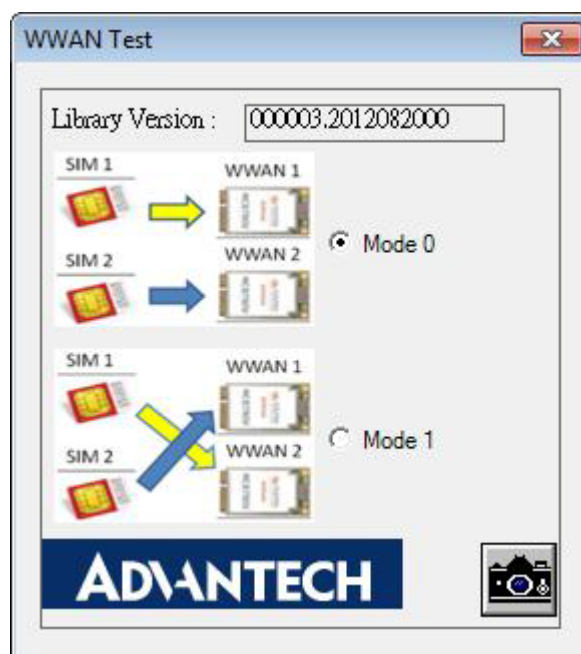 WWAN Test
Library Version : 000003.2012082000
SIM 1
WWAN 1
SIM 2
WWAN 2
Mode 0
SIM 1
WWAN 1
SIM 2
WWAN 2
Mode 1
ADVANTECH